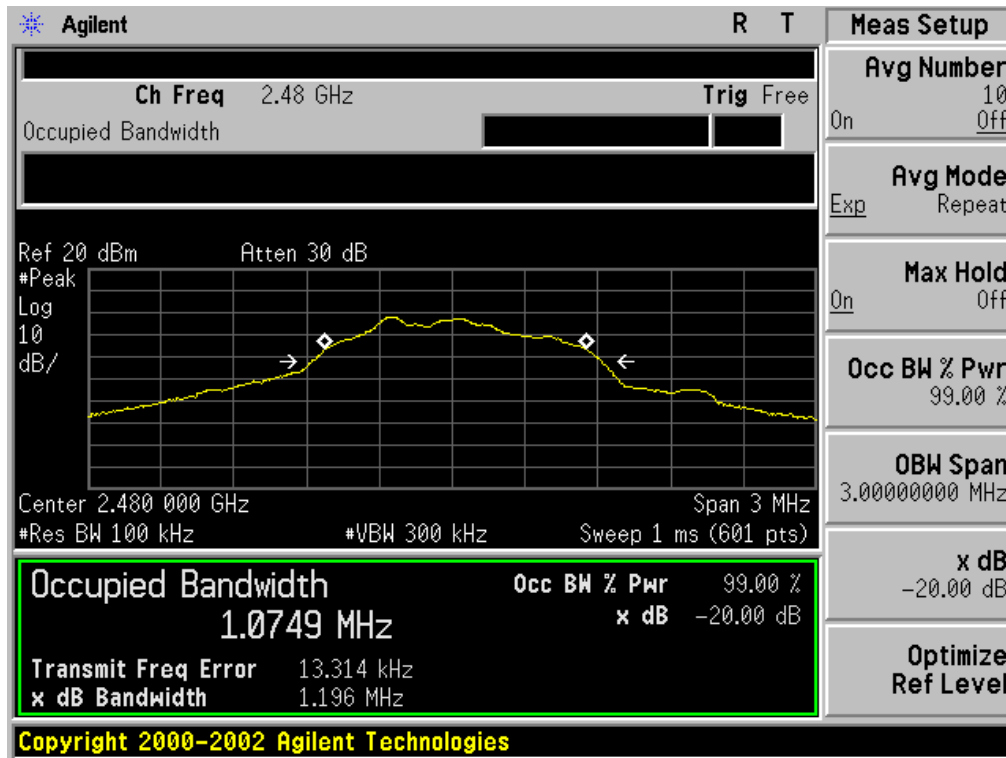 Agilent R T
Ch Freq 2.48 GHz Trig Free
Occupied Bandwidth
Ref 20 dBm Atten 30 dB
#Peak
Log
10
dB/
Center 2.480 000 GHz Span 3 MHz
#Res BW 100 kHz #VBW 300 kHz Sweep 1 ms (601 pts)
Occupied Bandwidth Occ BW % Pwr 99.00 %
1.0749 MHz x dB -20.00 dB
Transmit Freq Error 13.314 kHz
x dB Bandwidth 1.196 MHz
Copyright 2000-2002 Agilent Technologies
Meas Setup
Avg Number
10
On Off
Avg Mode
Exp Repeat
Max Hold
On Off
Occ BW % Pwr
99.00 %
OBW Span
3.00000000 MHz
x dB
-20.00 dB
Optimize
Ref Level